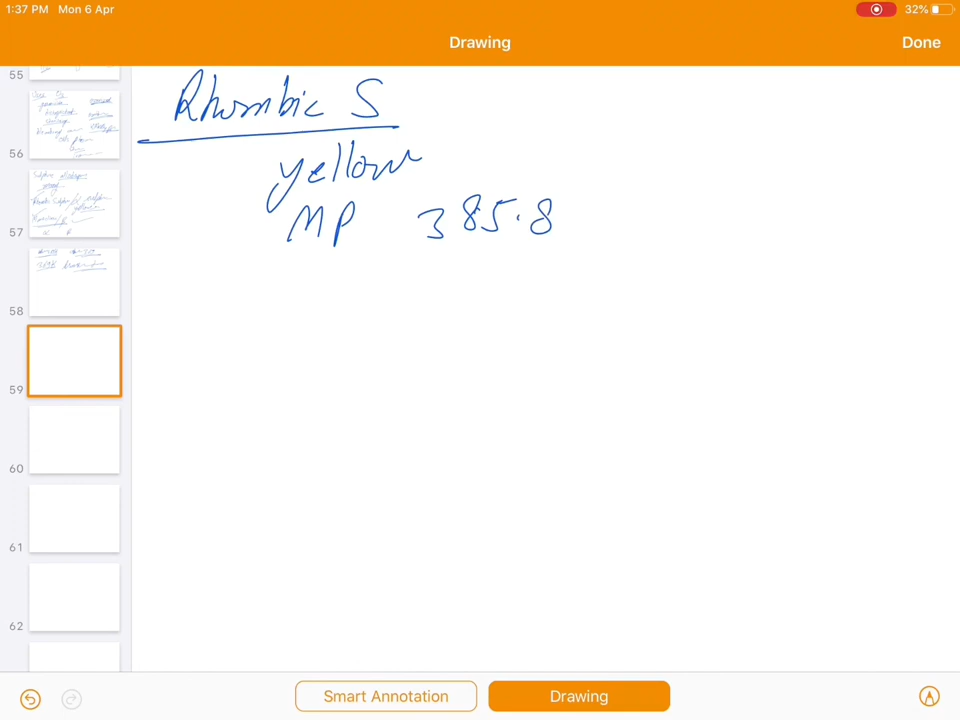 1:37 PM Mon 6 Apr 32%
Drawing Done
55
56
57
58
59
60
61
62
Rhombic S
yellow
MP 385.8
Smart Annotation Drawing